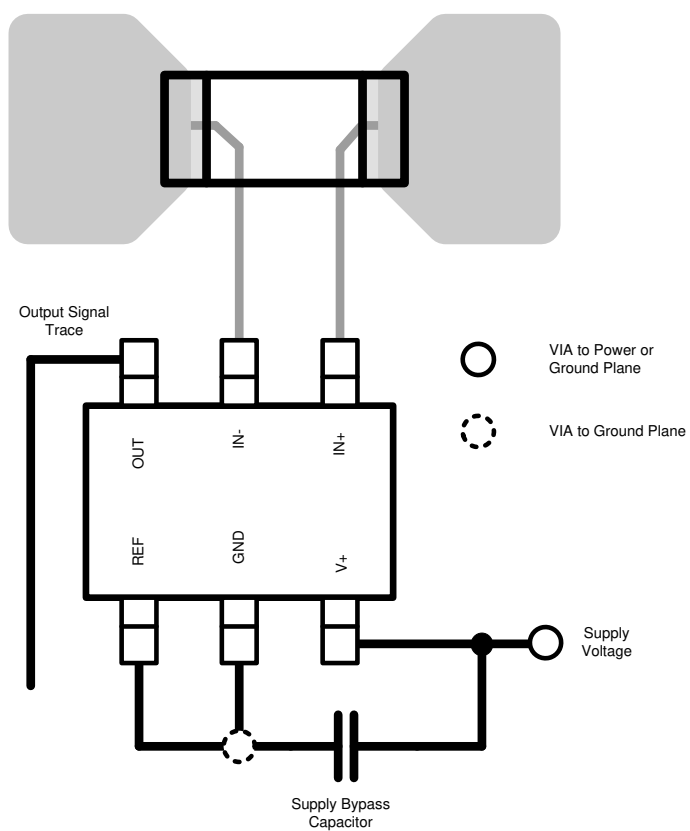 Output Signal
Trace
VIA to Power or
Ground Plane
VIA to Ground Plane
OUT
IN-
IN+
REF
GND
V+
Supply
Voltage
Supply Bypass
Capacitor